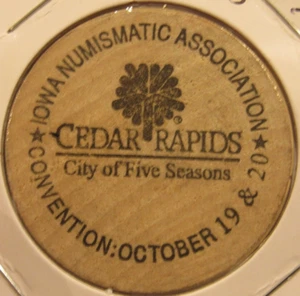 IOWA NUMISMATIC ASSOCIATION
CEDAR RAPIDS®
City of Five Seasons
★ CONVENTION: OCTOBER 19 & 20 ★